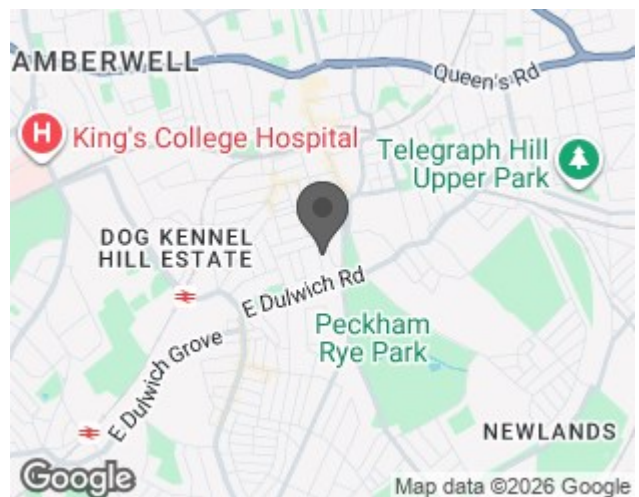 AMBERWELL
Queen's Rd
H
King's College Hospital
Telegraph Hill
Upper Park
DOG KENNEL
HILL ESTATE
E Dulwich Rd
Peckham
Rye Park
E Dulwich Grove
NEWLANDS
Google
Map data ©2026 Google